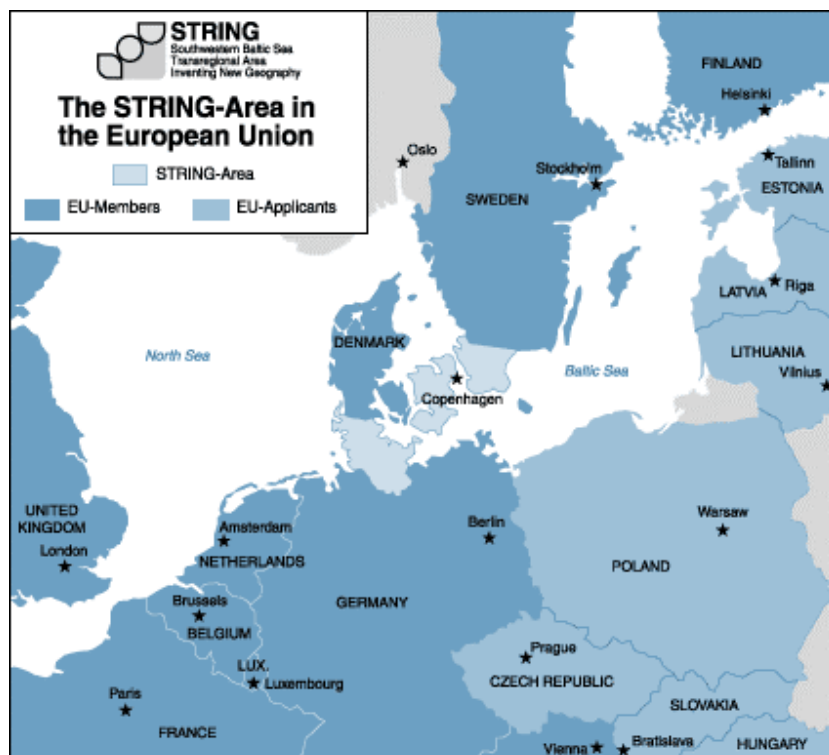 STRING
Southwestern Baltic Sea
Transregional Area
Inventing New Geography
The STRING-Area in
the European Union
STRING-Area
EU-Members
EU-Applicants
FINLAND
Helsinki
Oslo
Stockholm
Tallinn
ESTONIA
SWEDEN
LATVIA
Riga
DENMARK
North Sea
LITHUANIA
Baltic Sea
Vilnius
Copenhagen
UNITED
KINGDOM
London
Amsterdam
NETHERLANDS
Berlin
Warsaw
POLAND
Brussels
BELGIUM
GERMANY
LUX.
Luxembourg
Prague
CZECH REPUBLIC
Paris
FRANCE
SLOVAKIA
Vienna
Bratislava
HUNGARY